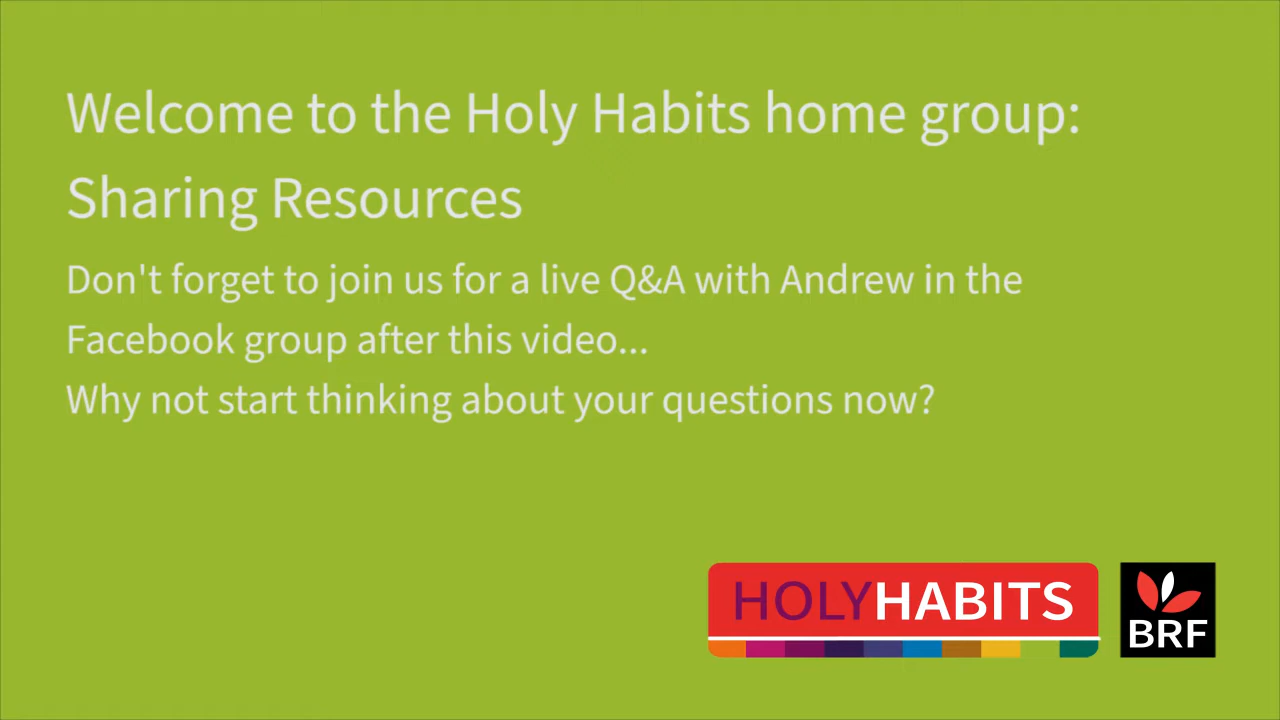 Welcome to the Holy Habits home group:
Sharing Resources
Don't forget to join us for a live Q&A with Andrew in the
Facebook group after this video...
Why not start thinking about your questions now?
HOLYHABITS
BRF